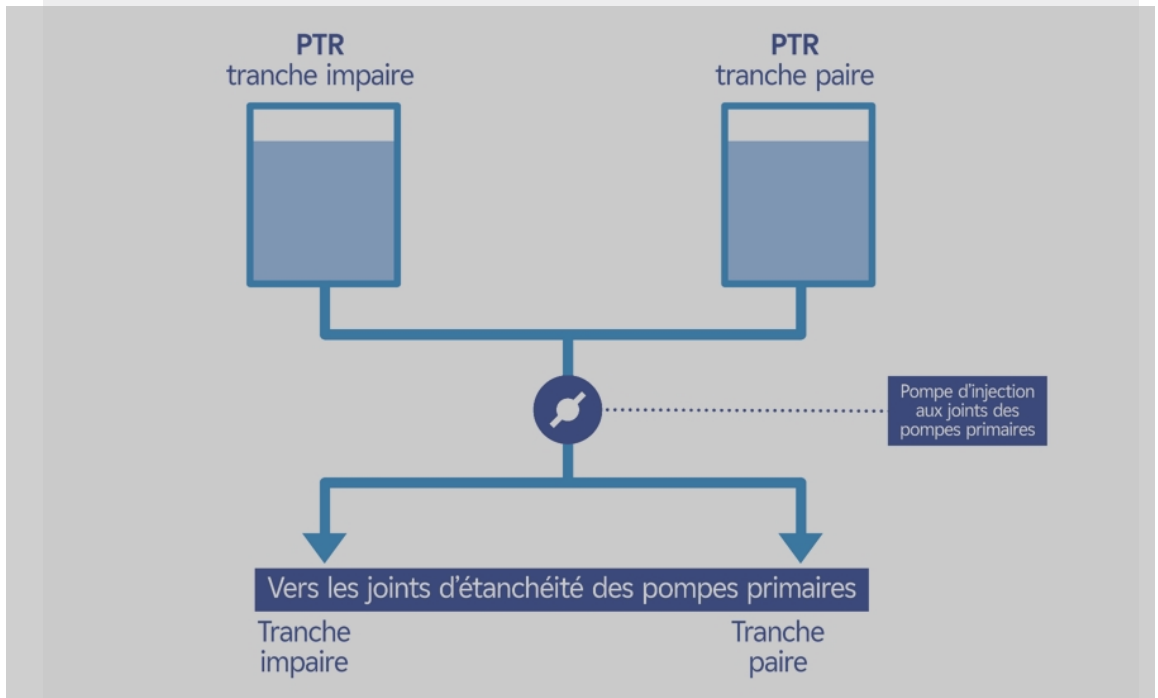 PTR
tranche impaire
PTR
tranche paire
Pompe d'injection
aux joints des
pompes primaires
Vers les joints d'étanchéité des pompes primaires
Tranche
impaire
Tranche
paire